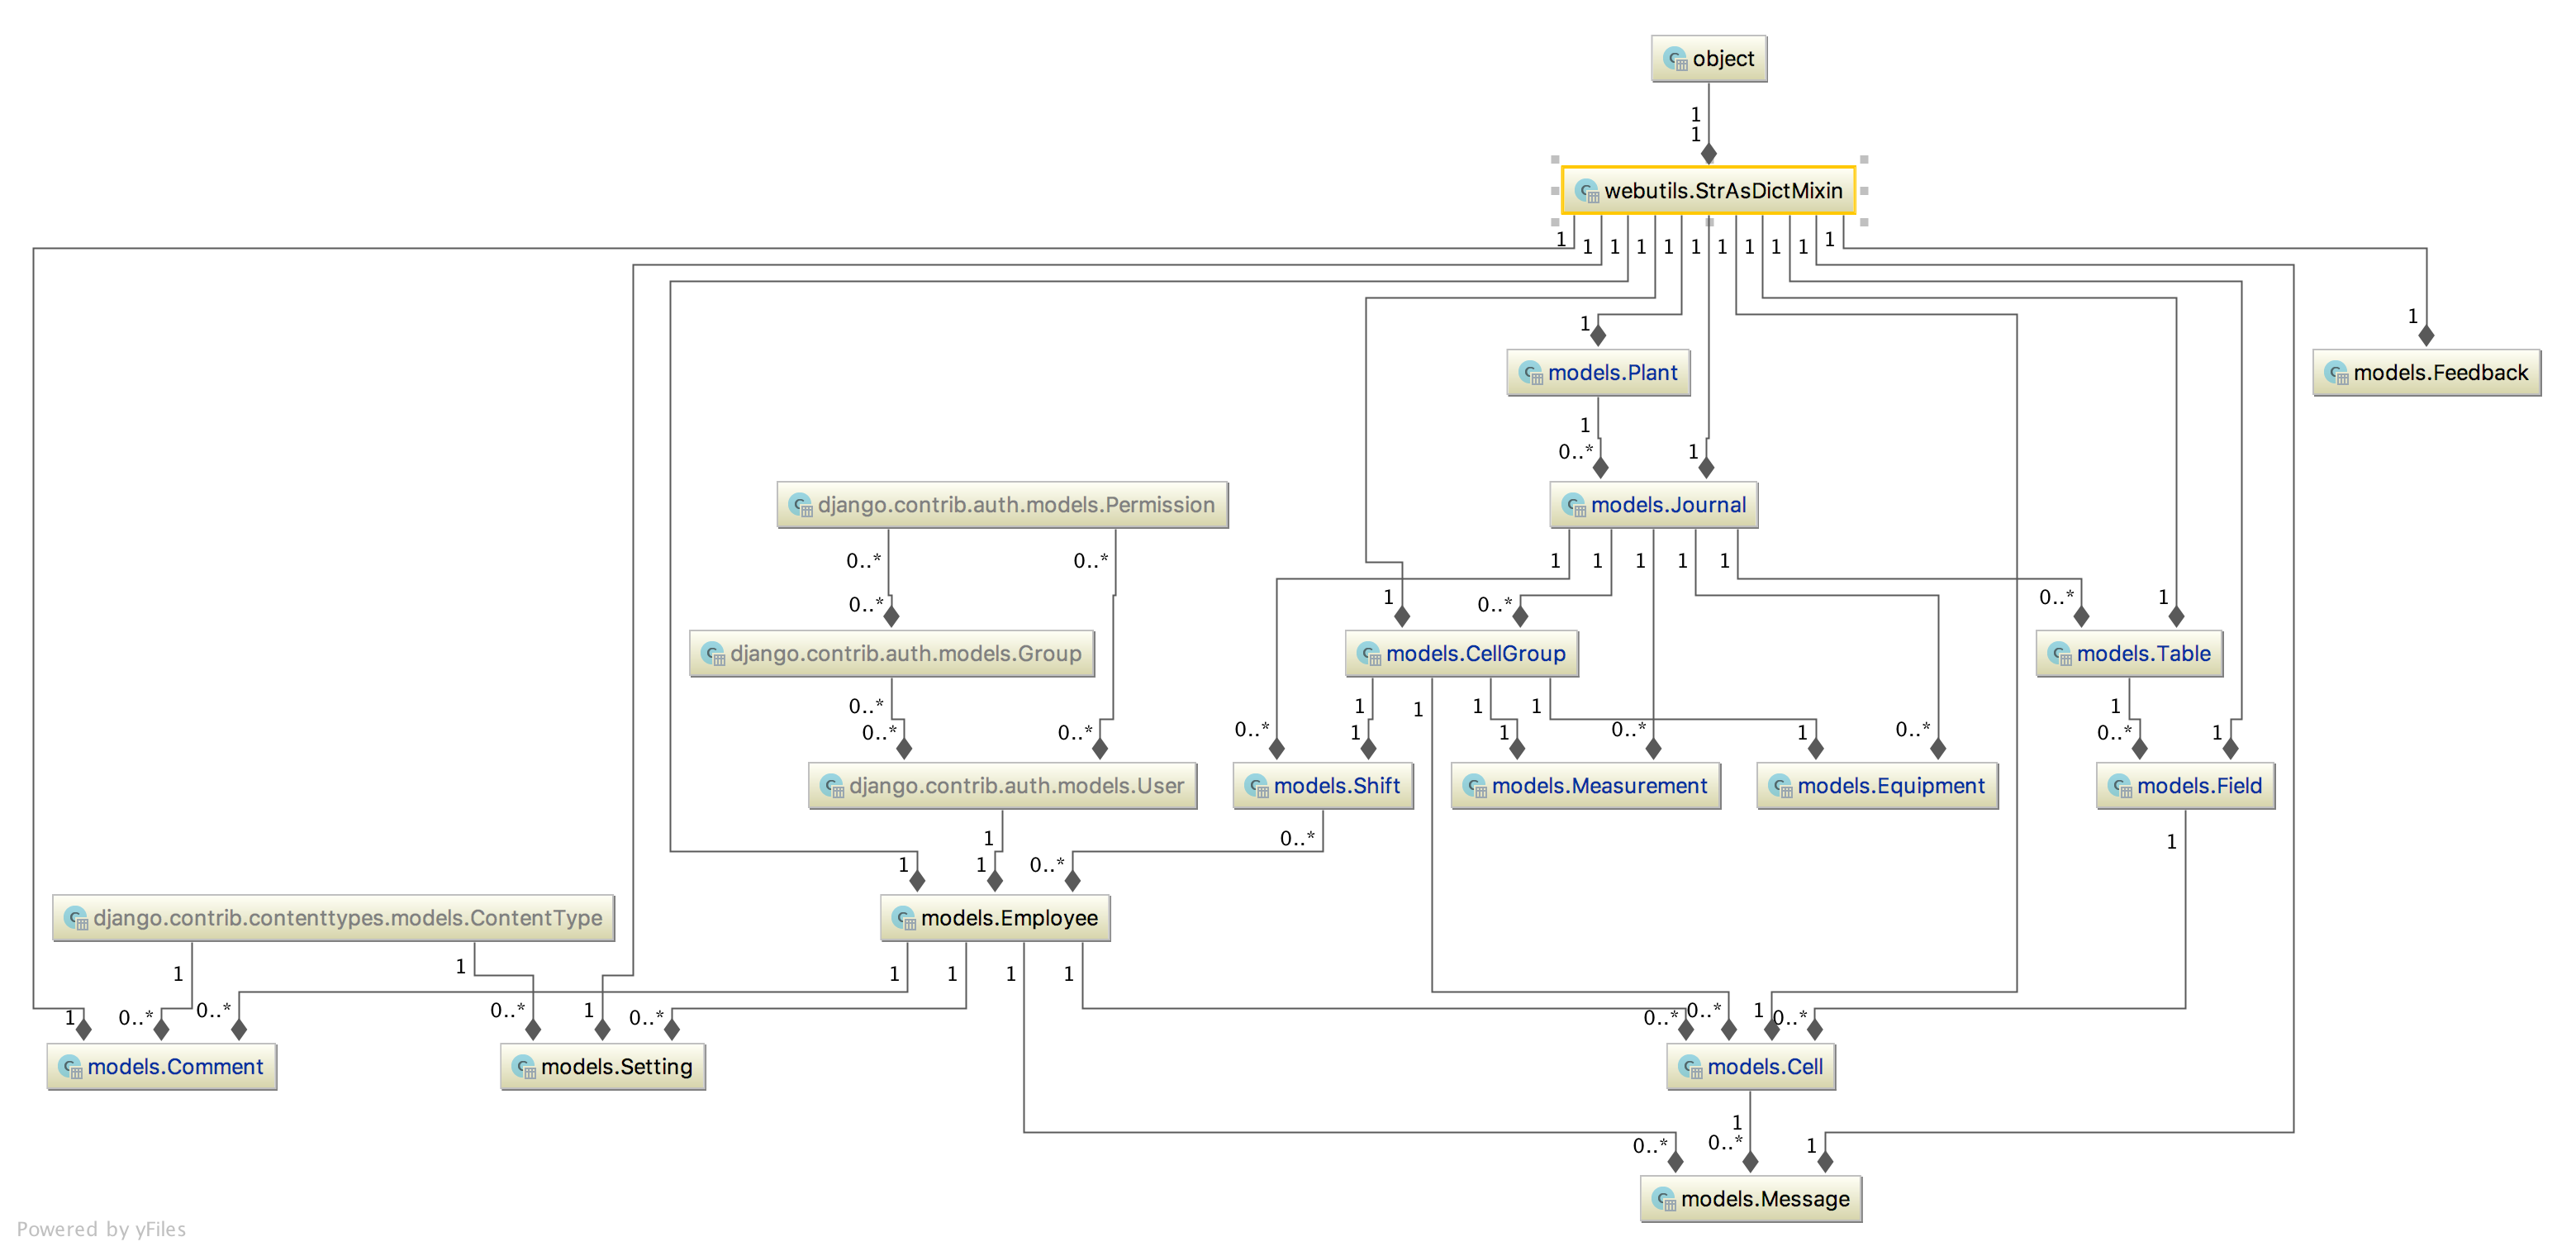 object
1
1
webutils.StrAsDictMixin
1 1 1 1 1 1 1 1 1 1 1
1 1
models.Plant models.Feedback
1
0..* 1
django.contrib.auth.models.Permission models.Journal
0..* 0..* 1 1 1 1 1
0..* 1 0..* 0..* 1
django.contrib.auth.models.Group models.CellGroup models.Table
0..* 1 1 1 1 1
0..* 0..* 0..* 1 1 0..* 1 0..* 0..* 1
django.contrib.auth.models.User models.Shift models.Measurement models.Equipment models.Field
1 0..* 1
1 1 0..*
django.contrib.contenttypes.models.ContentType models.Employee
1 1 1 1 1 1
1 0..* 0..* 0..* 1 0..* 0..* 0..* 1 0..*
models.Comment models.Setting models.Cell
1
0..* 0..* 1
models.Message
Powered by yFiles